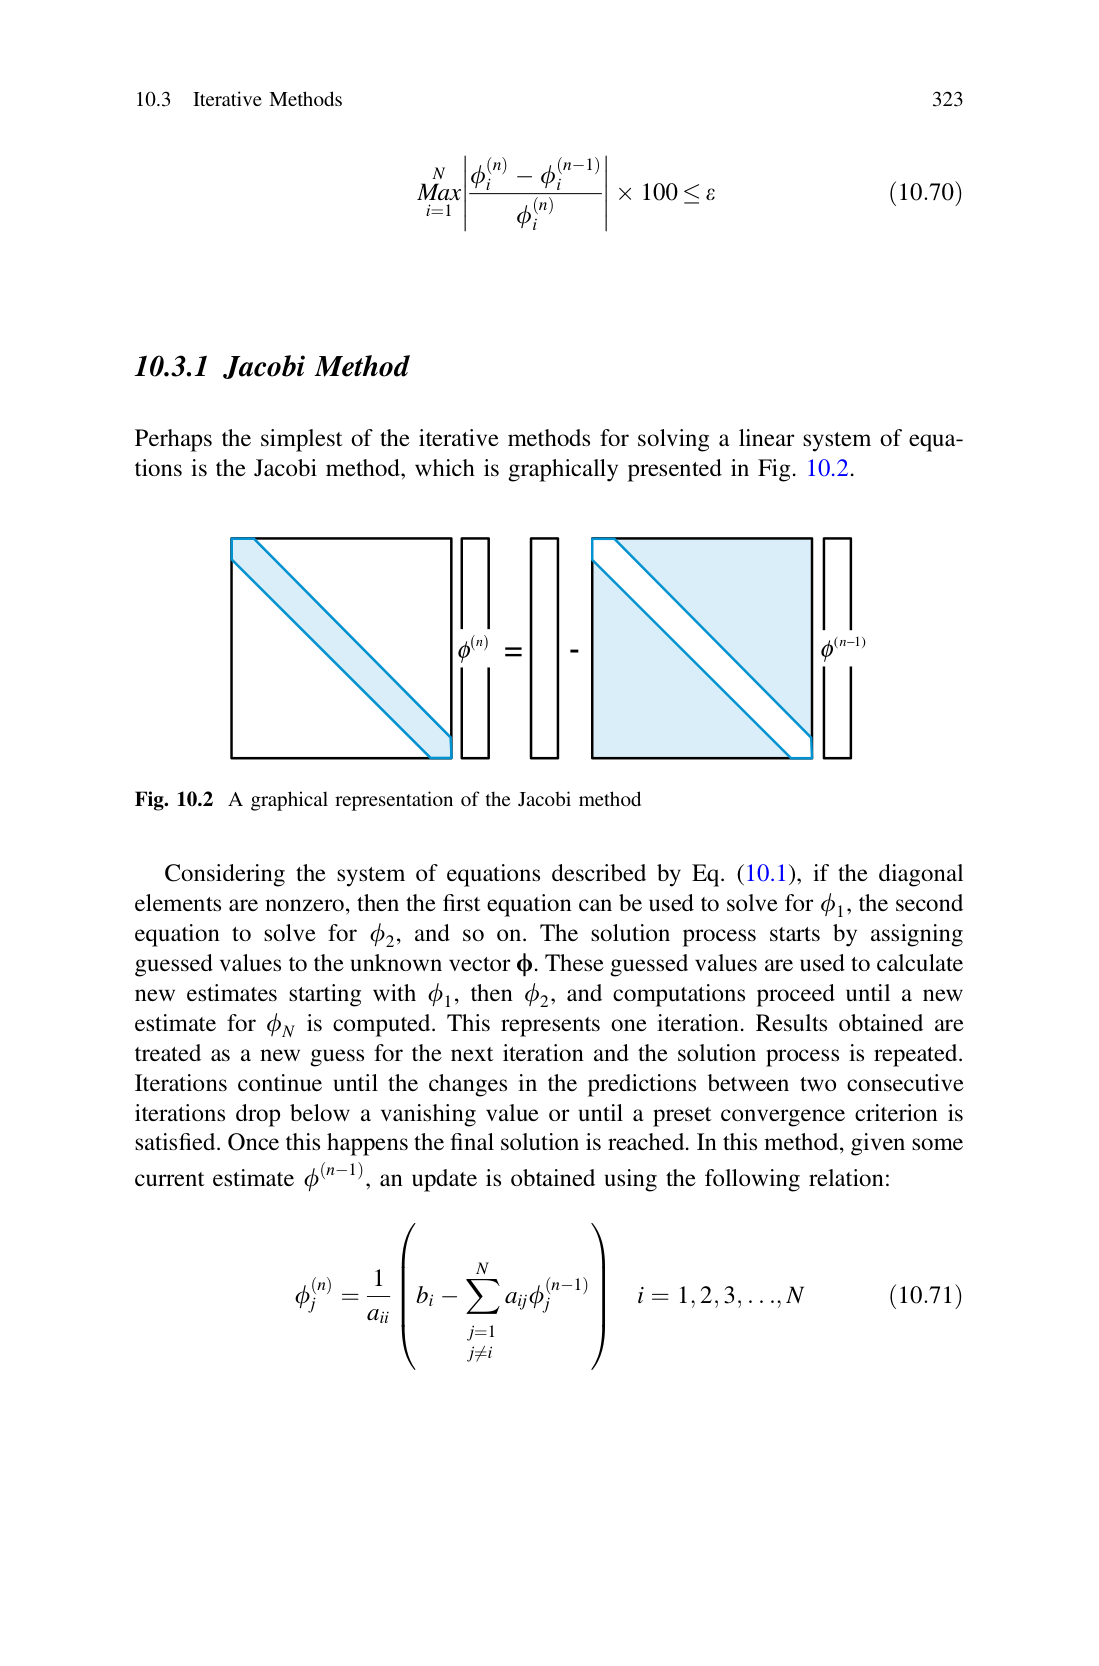 10.3 Iterative Methods 323
$$\underset{i=1}{\overset{N}{Max}}\left|\frac{\phi_i^{(n)} - \phi_i^{(n-1)}}{\phi_i^{(n)}}\right| \times 100 \leq \varepsilon \quad (10.70)$$
10.3.1 Jacobi Method
Perhaps the simplest of the iterative methods for solving a linear system of equa-
tions is the Jacobi method, which is graphically presented in Fig. 10.2.
$\phi^{(n)}$ = - $\phi^{(n-1)}$
Fig. 10.2 A graphical representation of the Jacobi method
Considering the system of equations described by Eq. (10.1), if the diagonal
elements are nonzero, then the first equation can be used to solve for $\phi_1$, the second
equation to solve for $\phi_2$, and so on. The solution process starts by assigning
guessed values to the unknown vector $\boldsymbol{\phi}$. These guessed values are used to calculate
new estimates starting with $\phi_1$, then $\phi_2$, and computations proceed until a new
estimate for $\phi_N$ is computed. This represents one iteration. Results obtained are
treated as a new guess for the next iteration and the solution process is repeated.
Iterations continue until the changes in the predictions between two consecutive
iterations drop below a vanishing value or until a preset convergence criterion is
satisfied. Once this happens the final solution is reached. In this method, given some
current estimate $\phi^{(n-1)}$, an update is obtained using the following relation:
$$\phi_j^{(n)} = \frac{1}{a_{ii}}\left(b_i - \sum_{\substack{j=1 \\ j\neq i}}^{N} a_{ij}\phi_j^{(n-1)}\right) \quad i = 1, 2, 3, \ldots, N \quad (10.71)$$